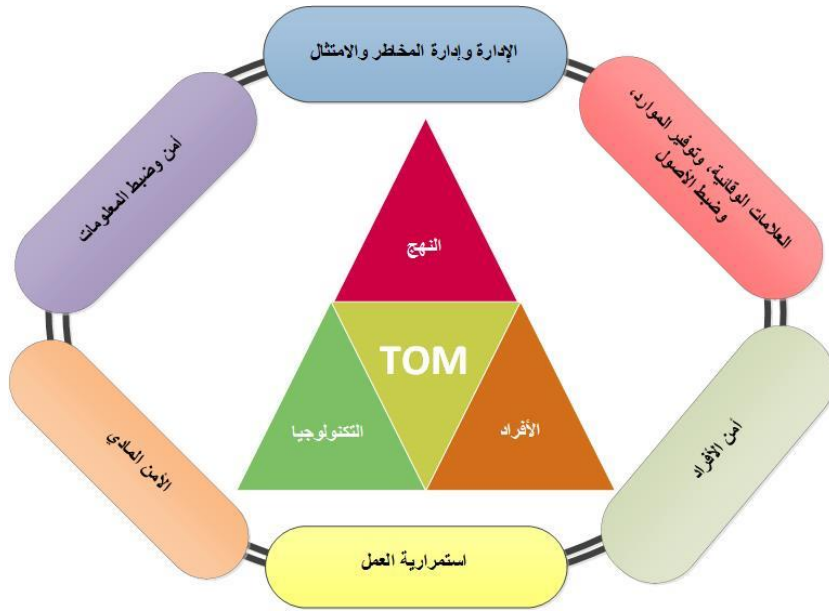 الإدارة وإدارة المخاطر والامتثال
العلامات الوقائية، وتوفير الموارد،
وضبط الأصول
أمن وضبط المعلومات
النهج
TOM
التكنولوجيا
الأفراد
أمن الأفراد
الأمن المادي
استمرارية العمل